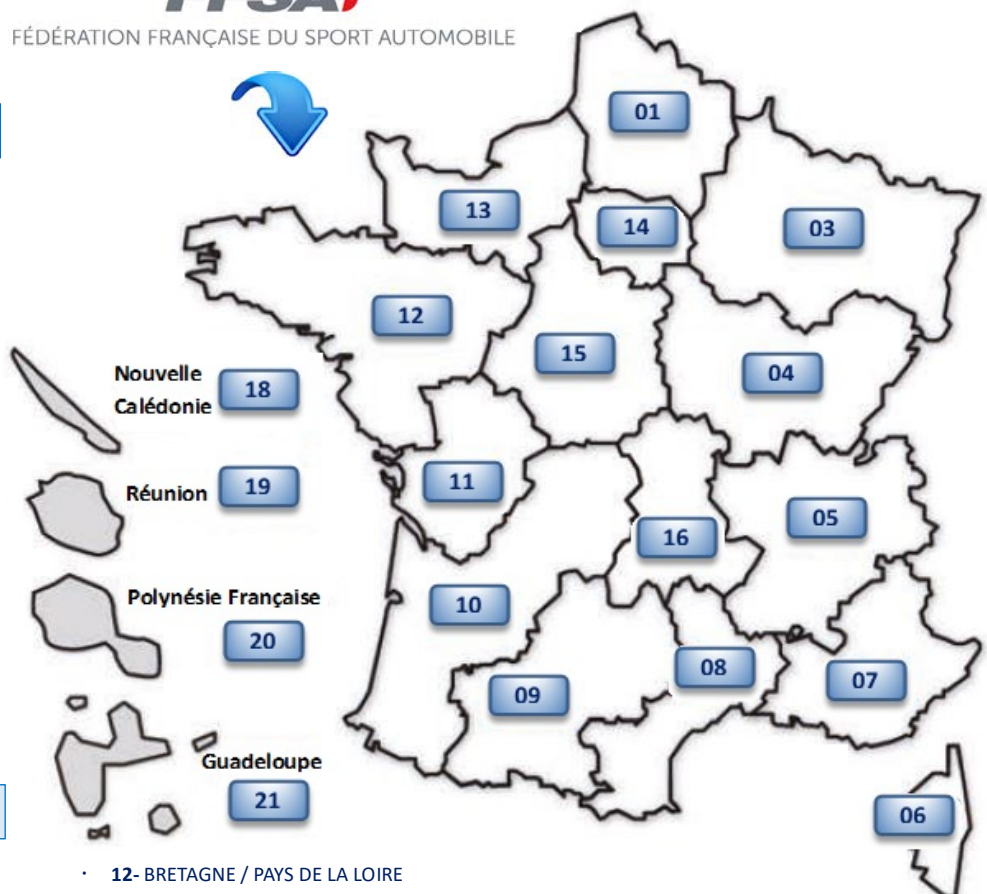 FFSA
FÉDÉRATION FRANÇAISE DU SPORT AUTOMOBILE
01
13
14
03
12
15
04
Nouvelle
Calédonie
18
Réunion
19
11
05
16
Polynésie Française
20
10
08
09
07
Guadeloupe
21
06
· 12- BRETAGNE / PAYS DE LA LOIRE